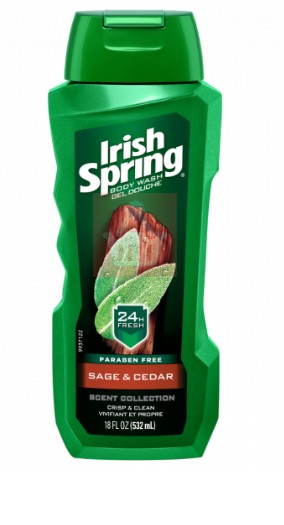 Irish
Spring®
BODY WASH
GEL DOUCHE
24H
FRESH
PARABEN FREE
SAGE & CEDAR
SCENT COLLECTION
CRISP & CLEAN
VIVIFIANT ET PROPRE
18 FL OZ (532 mL)